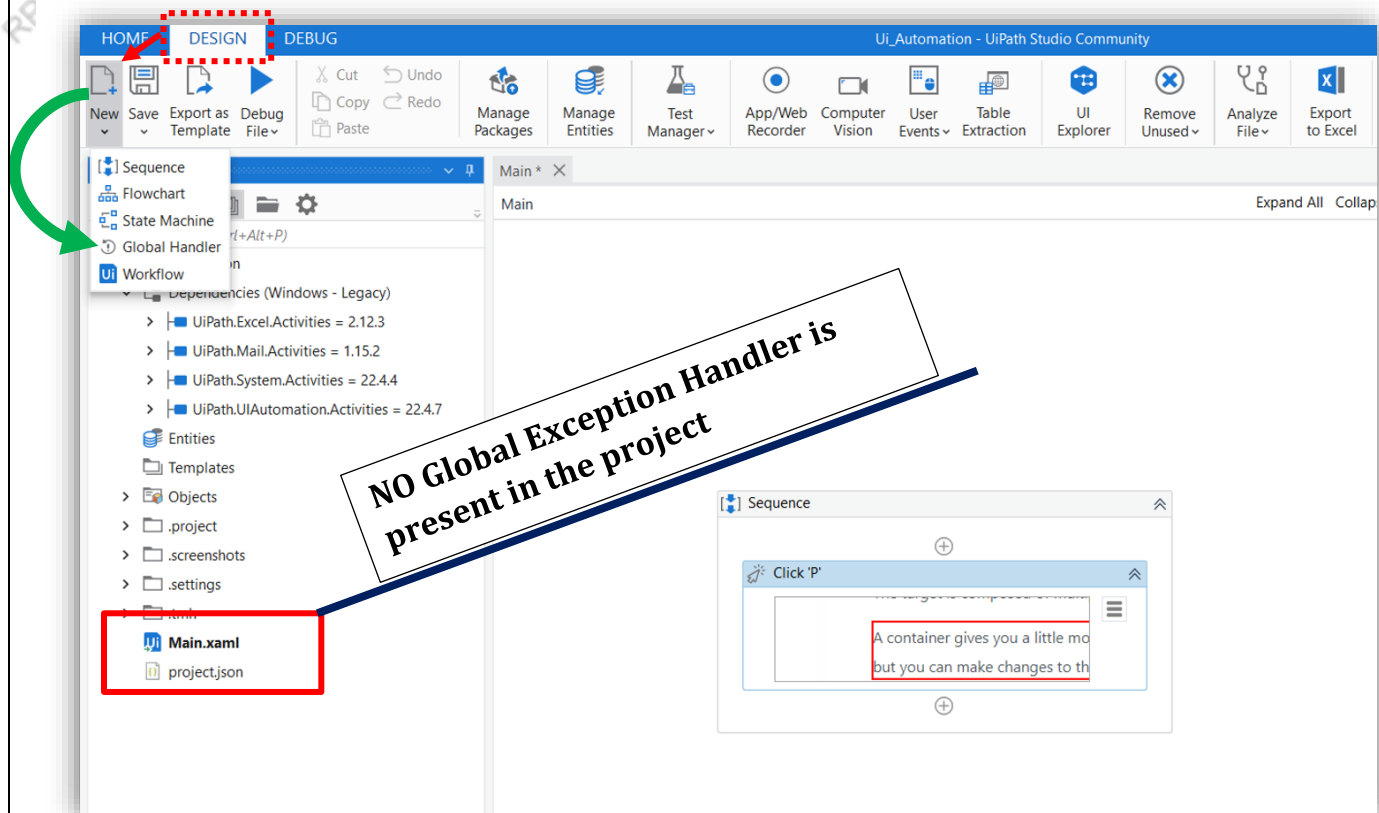 RP
HOME DESIGN DEBUG
Ui_Automation - UiPath Studio Community
New Save Export as Template Debug File
Cut Undo
Copy Redo
Paste
Manage Packages
Manage Entities
Test Manager
App/Web Recorder
Computer Vision
User Events
Table Extraction
UI Explorer
Remove Unused
Analyze File
Export to Excel
Sequence
Flowchart
State Machine
Global Handler
Workflow
rl+Alt+P)
on
Main *
Main
Expand All Collap
Dependencies (Windows - Legacy)
UiPath.Excel.Activities = 2.12.3
UiPath.Mail.Activities = 1.15.2
UiPath.System.Activities = 22.4.4
UiPath.UIAutomation.Activities = 22.4.7
Entities
Templates
Objects
.project
.screenshots
.settings
Main.xaml
project.json
NO Global Exception Handler is
present in the project
Sequence
Click 'P'
A container gives you a little mo
but you can make changes to th